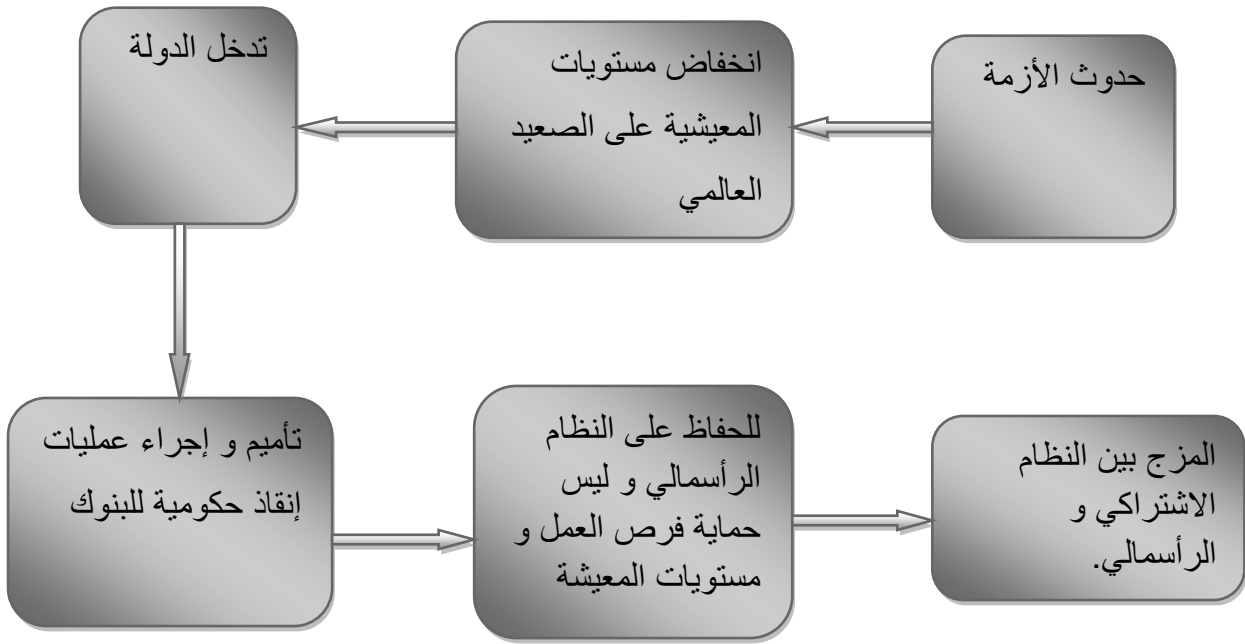 حدوث الأزمة
انخفاض مستويات
المعيشية على الصعيد
العالمي
تدخل الدولة
تأميم و إجراء عمليات
إنقاذ حكومية للبنوك
للحفاظ على النظام
الرأسمالي و ليس
حماية فرص العمل و
مستويات المعيشة
المزج بين النظام
الاشتراكي و
الرأسمالي.